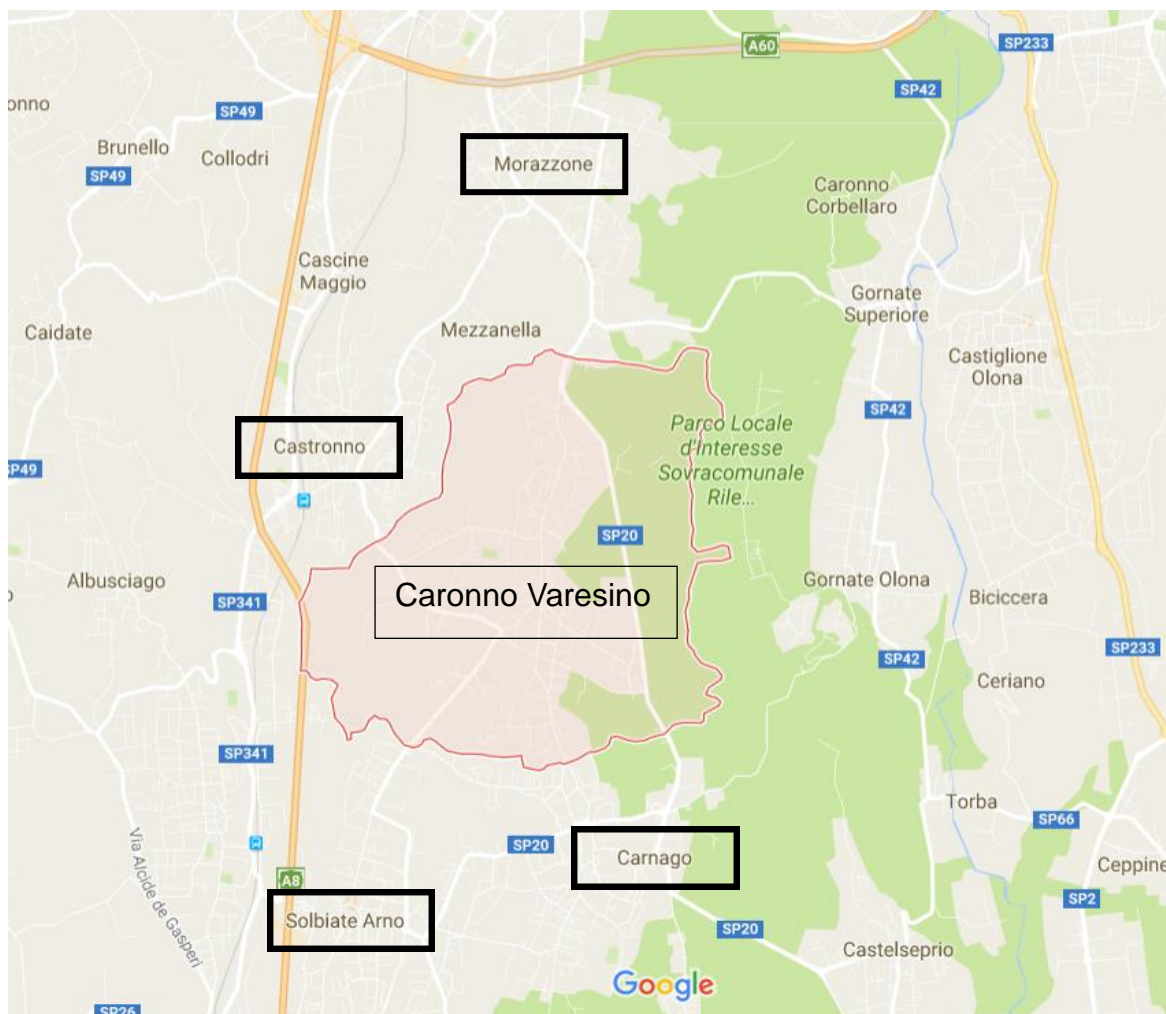 A60
SP233
SP42
onno
SP49
Brunello
Collodri
SP49
Morazzone
Caronno
Corbellaro
Cascine
Maggio
Gornate
Superiore
Caidate
Mezzanella
Castiglione
Olona
SP42
Parco Locale
d'Interesse
Sovracomunale
Rile...
Castronno
SP49
SP20
Albusciago
SP341
Caronno Varesino
Gornate Olona
Biciccera
SP233
SP42
Ceriano
SP341
Torba
SP66
Via Alcide de Gasperi
SP20
Carnago
Ceppine
A8
SP2
Solbiate Arno
SP20
Castelseprio
Google
SP26